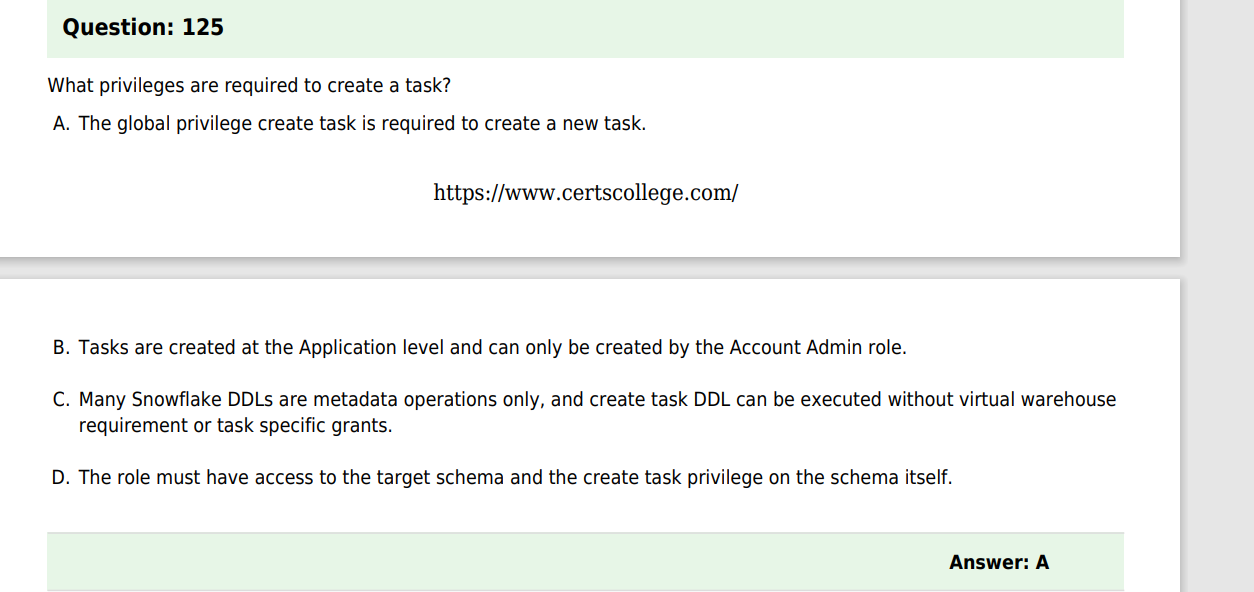 Question: 125
What privileges are required to create a task?
A. The global privilege create task is required to create a new task.
https://www.certscollege.com/
B. Tasks are created at the Application level and can only be created by the Account Admin role.
C. Many Snowflake DDLs are metadata operations only, and create task DDL can be executed without virtual warehouse
requirement or task specific grants.
D. The role must have access to the target schema and the create task privilege on the schema itself.
Answer: A